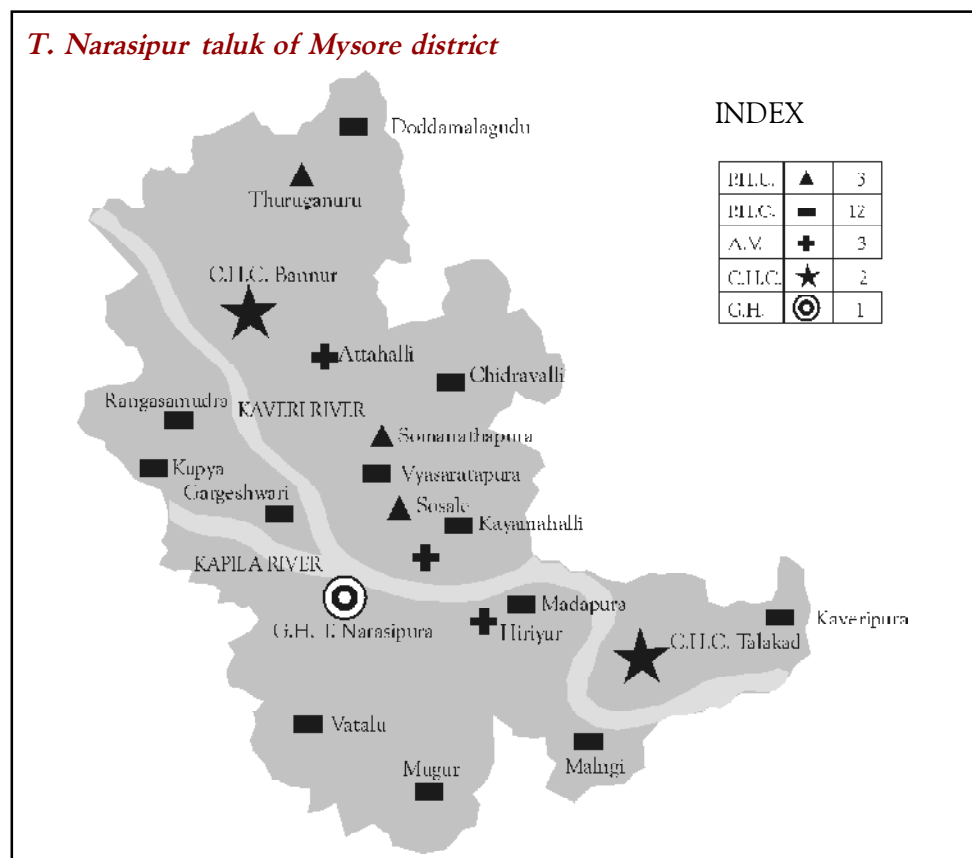 T. Narasipur taluk of Mysore district
INDEX
P.H.U. 3
P.H.C. 12
A.V. 3
C.H.C. 2
G.H. 1
Doddamalagudu
Thuruganuru
C.H.C. Bannur
Attahalli
Chidravalli
Rangasamudra
KAVERI RIVER
Somanathapura
Kupya
Vyasaratapura
Gargeshwari
Sosale
Kayamahalli
KAPILA RIVER
Madapura
Kaveripura
G.H. T. Narasipura
Hiriyur
C.H.C. Talakad
Vatalu
Malngi
Mugur